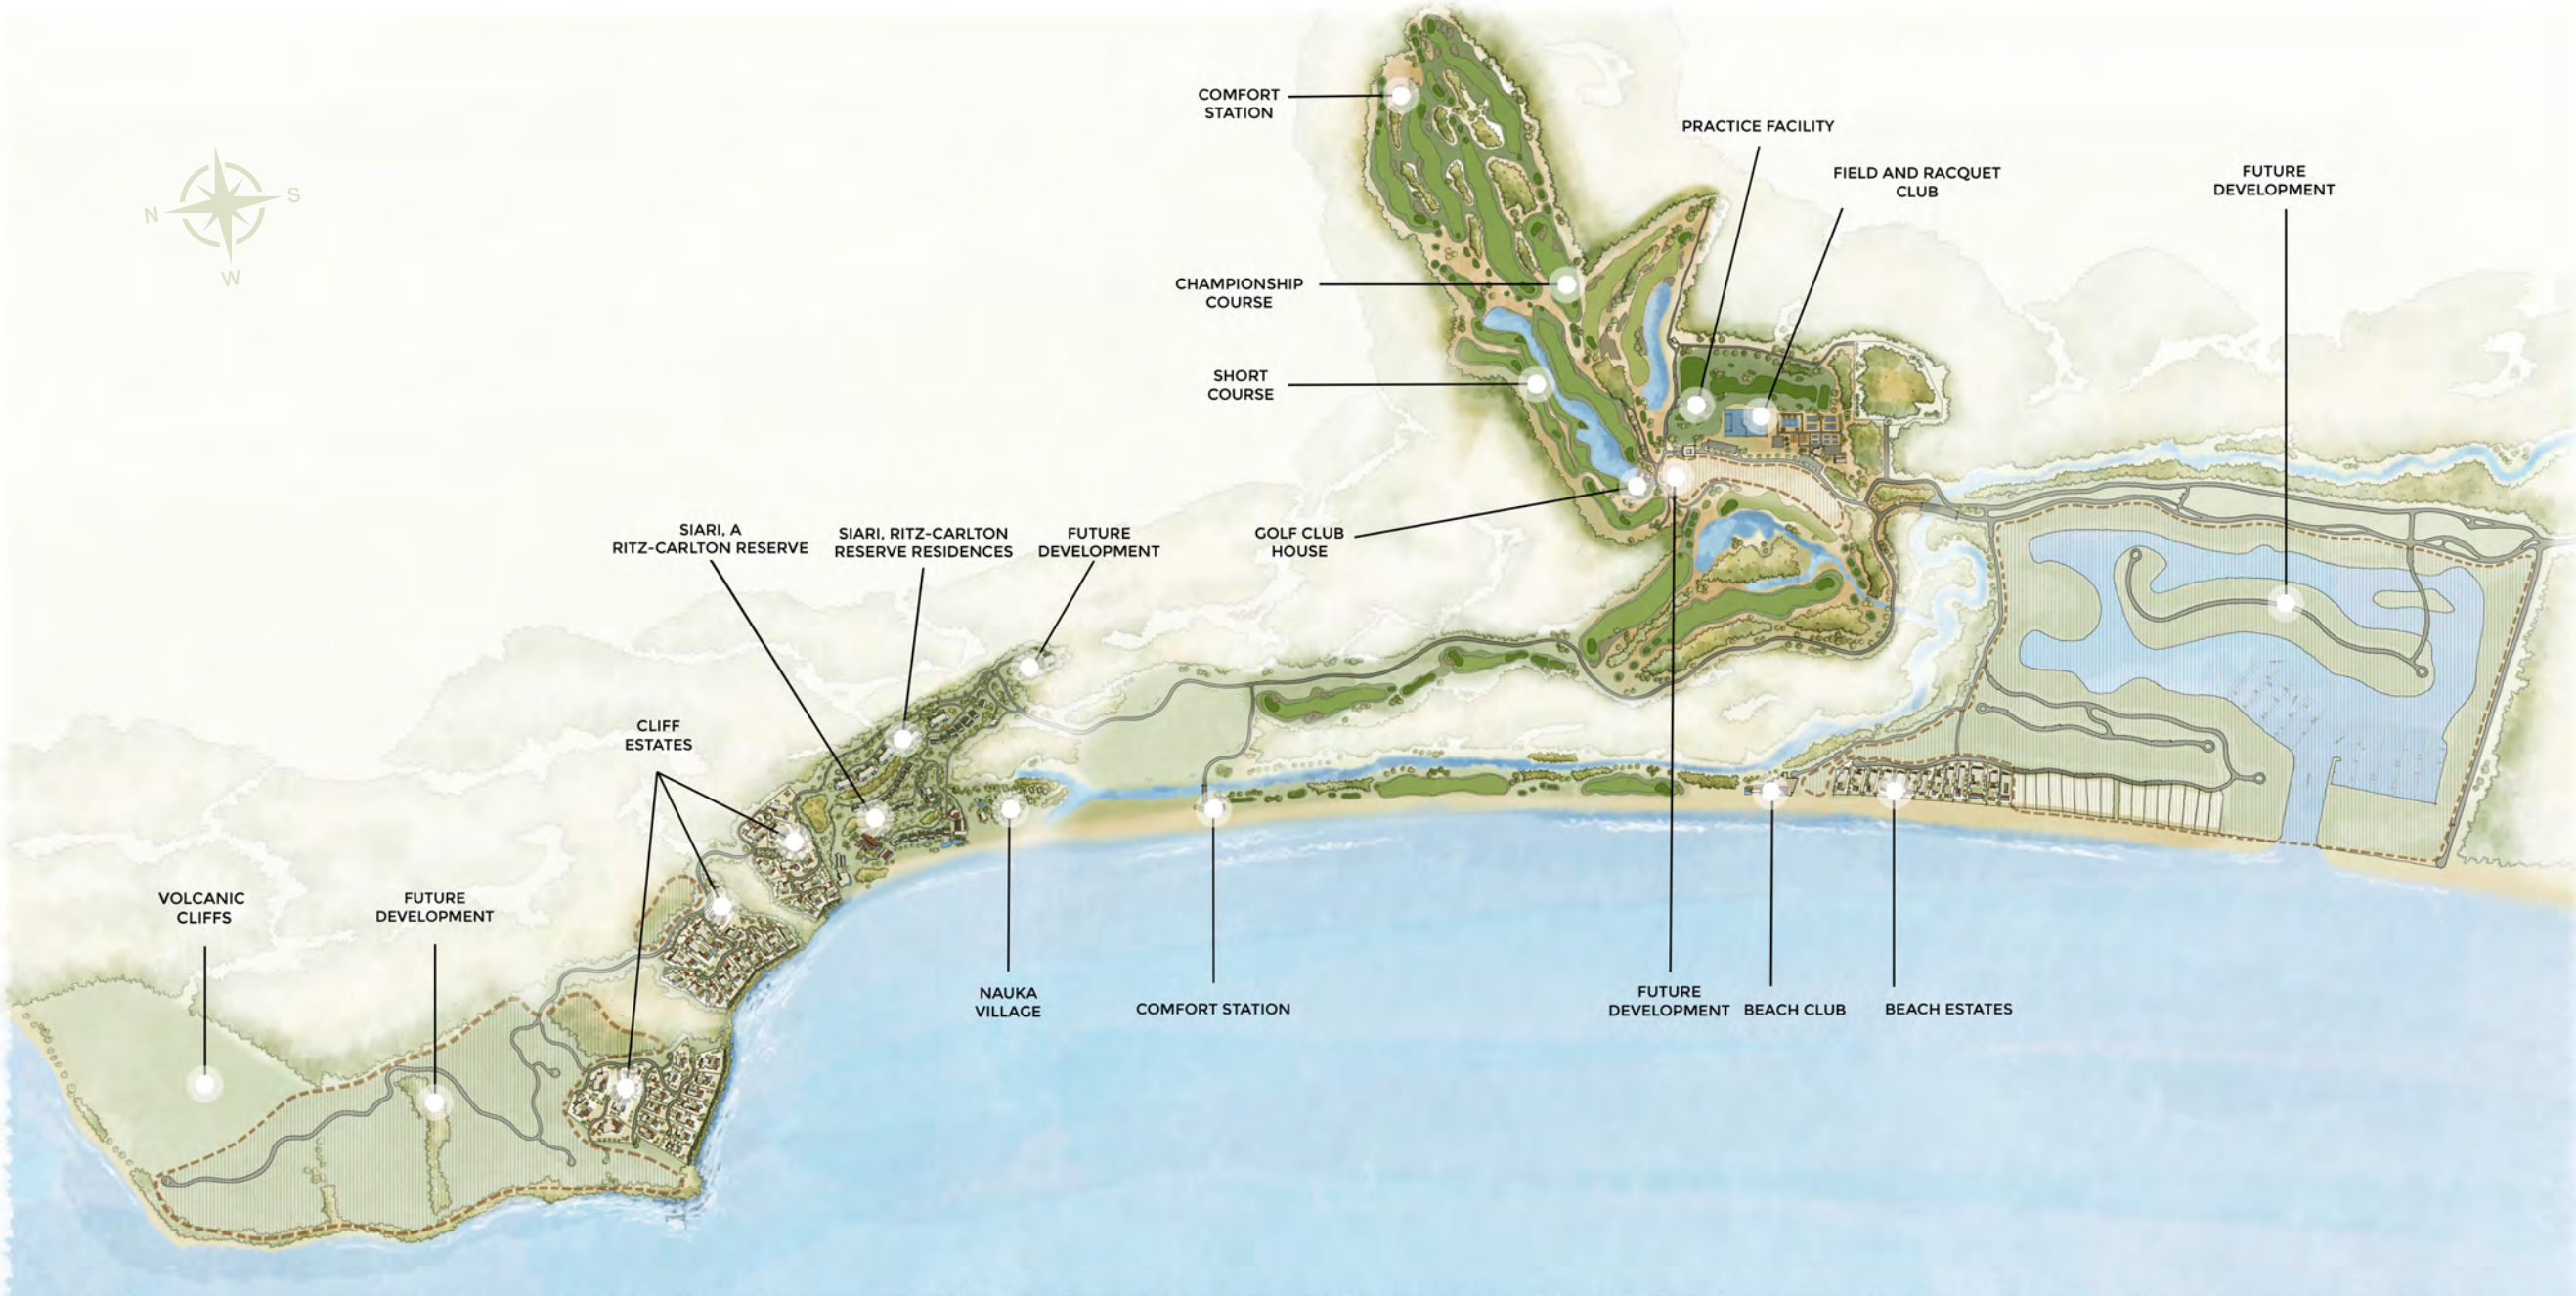 COMFORT
STATION
PRACTICE FACILITY
FIELD AND RACQUET
CLUB
FUTURE
DEVELOPMENT
N
S
W
CHAMPIONSHIP
COURSE
SHORT
COURSE
SIARI, A
RITZ-CARLTON RESERVE
SIARI, RITZ-CARLTON
RESERVE RESIDENCES
FUTURE
DEVELOPMENT
GOLF CLUB
HOUSE
CLIFF
ESTATES
VOLCANIC
CLIFFS
FUTURE
DEVELOPMENT
NAUKA
VILLAGE
COMFORT STATION
FUTURE
DEVELOPMENT
BEACH CLUB
BEACH ESTATES